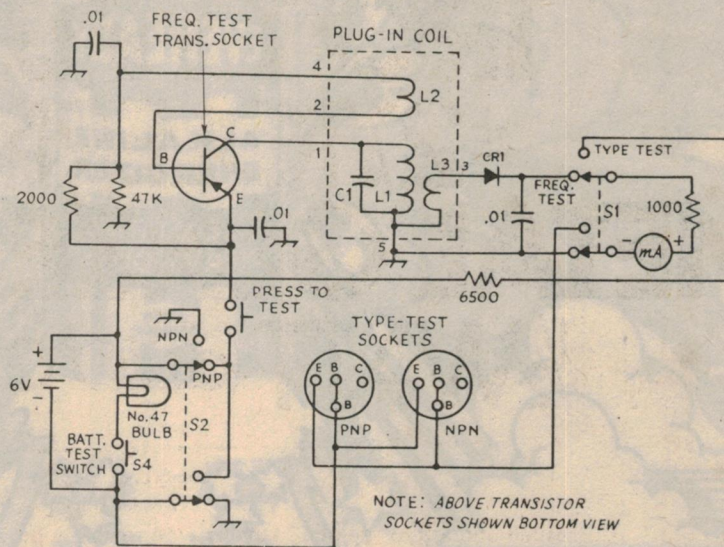 .01
FREQ. TEST
TRANS. SOCKET
PLUG-IN COIL
4
L2
2
C
1
B
L3
3
CR1
TYPE TEST
2000
47K
E
C1
L1
FREQ.
TEST
S1
1000
.01
.01
5
- mA +
PRESS TO
TEST
6500
NPN
TYPE-TEST
SOCKETS
+
6V
-
PNP
E B C
E B C
No. 47
BULB
S2
B
B
PNP
NPN
BATT.
TEST
SWITCH
S4
NOTE: ABOVE TRANSISTOR
SOCKETS SHOWN BOTTOM VIEW